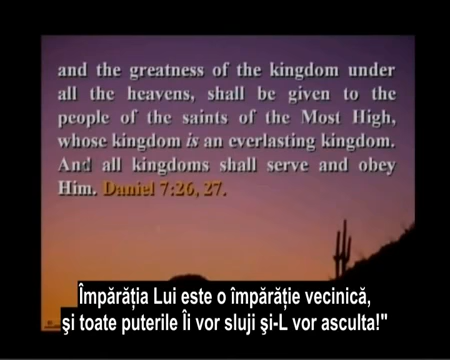 and the greatness of the kingdom under
all the heavens, shall be given to the
people of the saints of the Most High,
whose kingdom is an everlasting kingdom.
And all kingdoms shall serve and obey
Him. Daniel 7:26, 27.
Împărăția Lui este o împărăție vecinică,
și toate puterile Îi vor sluji și-L vor asculta!"